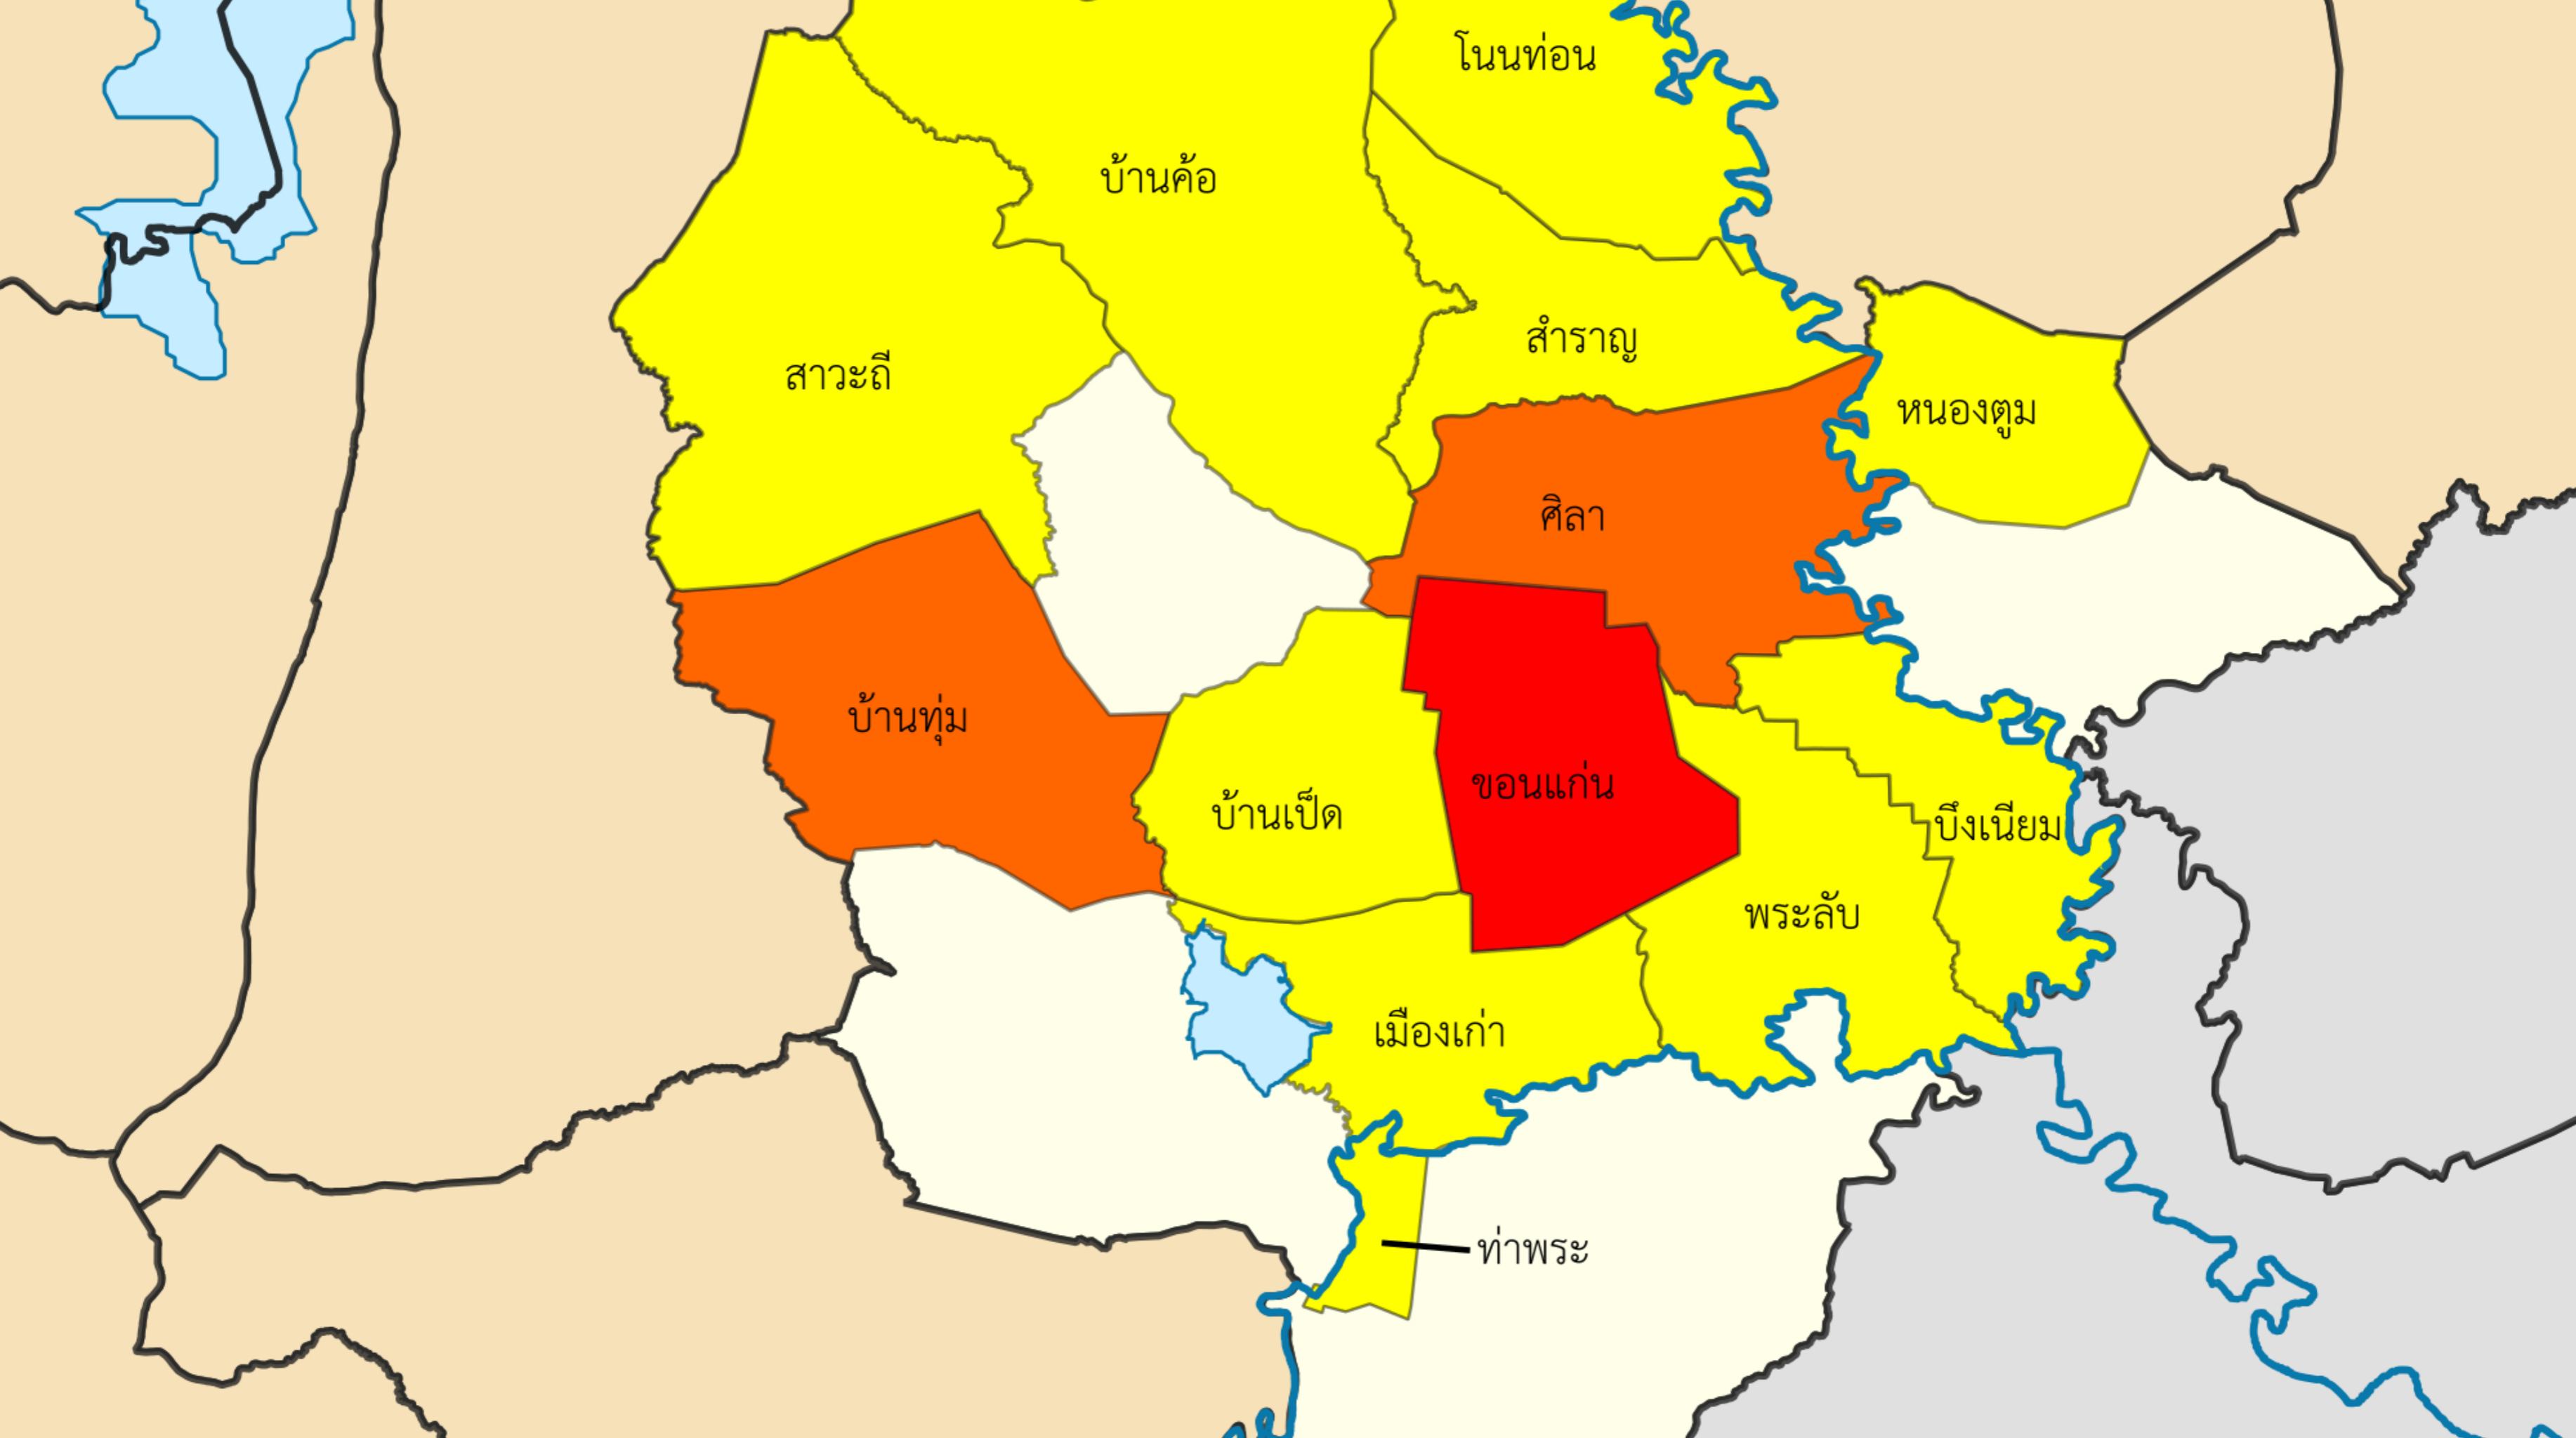 โนนท่อน
บ้านค้อ
สำราญ
สาวะถี
หนองตูม
ศิลา
บ้านทุ่ม
ขอนแก่น
บ้านเป็ด
บึงเนียม
พระลับ
เมืองเก่า
ท่าพระ